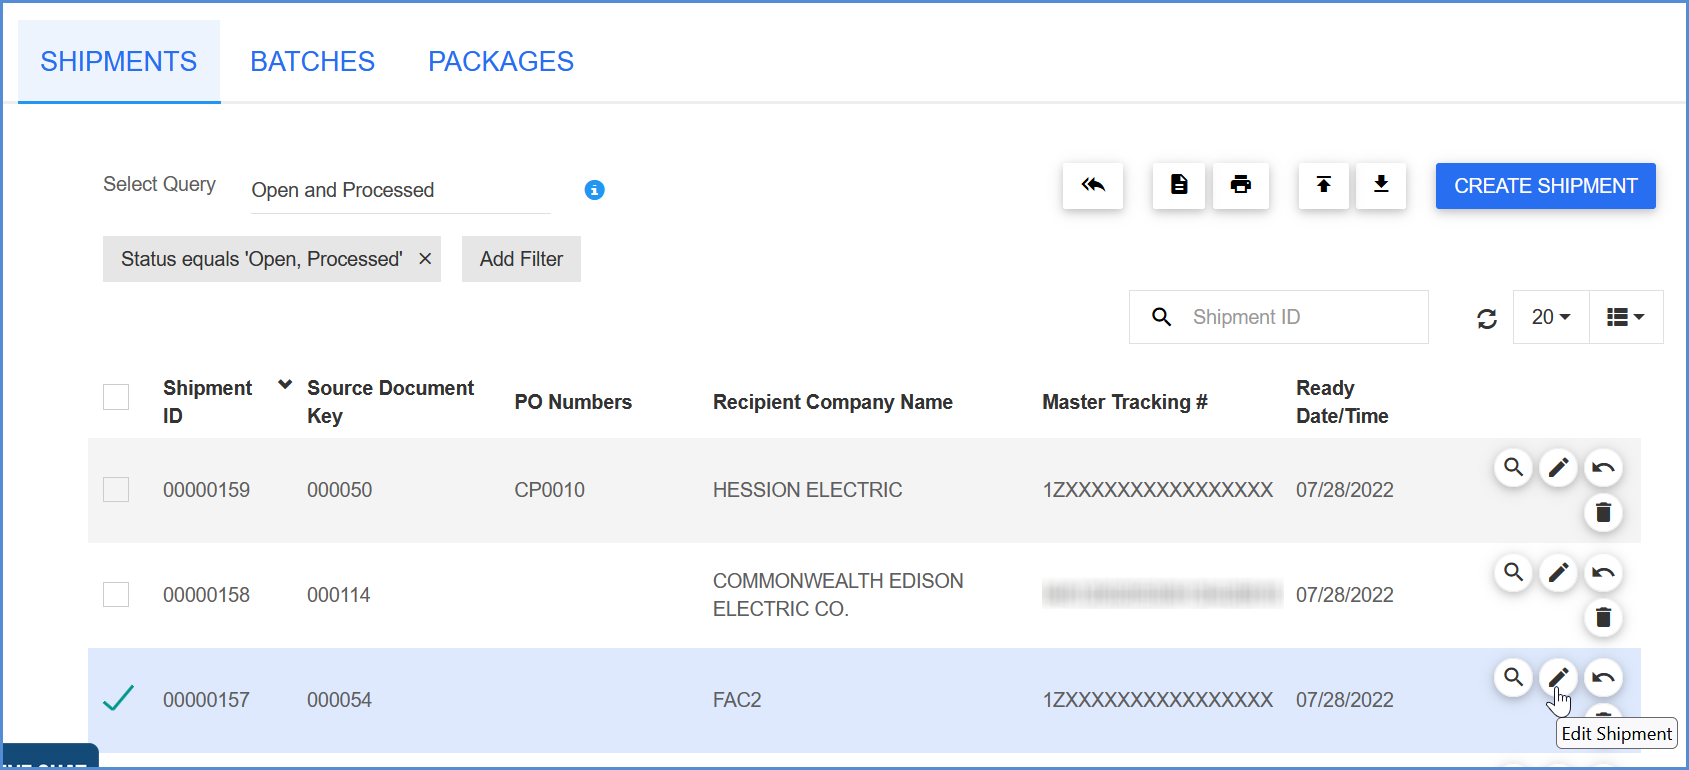 SHIPMENTS BATCHES PACKAGES
Select Query Open and Processed
CREATE SHIPMENT
Status equals 'Open, Processed' × Add Filter
Shipment ID 20
Shipment ID Source Document Key PO Numbers Recipient Company Name Master Tracking # Ready Date/Time
00000159 000050 CP0010 HESSION ELECTRIC 1ZXXXXXXXXXXXXXXXX 07/28/2022
00000158 000114 COMMONWEALTH EDISON ELECTRIC CO. 07/28/2022
00000157 000054 FAC2 1ZXXXXXXXXXXXXXXXX 07/28/2022
Edit Shipment